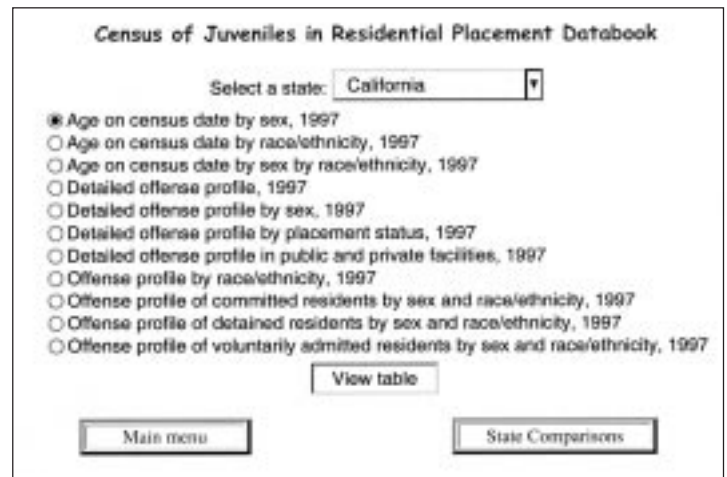 Census of Juveniles in Residential Placement Databook
Select a state: California
Age on census date by sex, 1997
Age on census date by race/ethnicity, 1997
Age on census date by sex by race/ethnicity, 1997
Detailed offense profile, 1997
Detailed offense profile by sex, 1997
Detailed offense profile by placement status, 1997
Detailed offense profile in public and private facilities, 1997
Offense profile by race/ethnicity, 1997
Offense profile of committed residents by sex and race/ethnicity, 1997
Offense profile of detained residents by sex and race/ethnicity, 1997
Offense profile of voluntarily admitted residents by sex and race/ethnicity, 1997
View table
Main menu State Comparisons